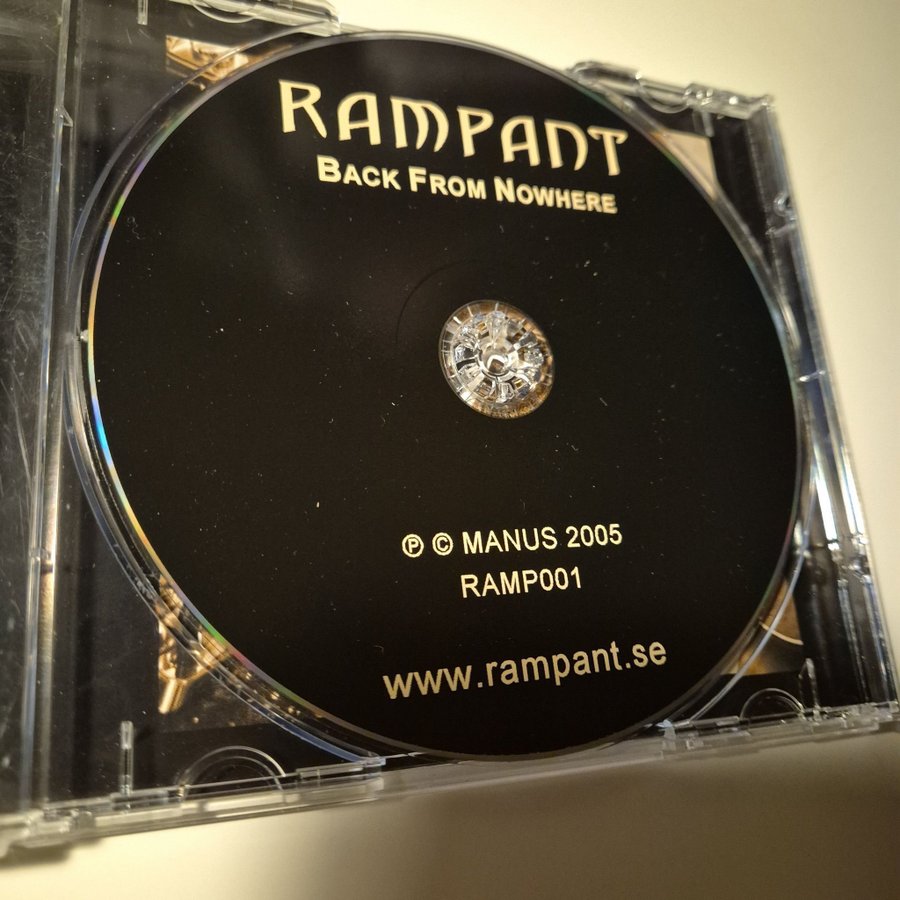 RAMPANT
BACK FROM NOWHERE
℗ © MANUS 2005
RAMP001
www.rampant.se